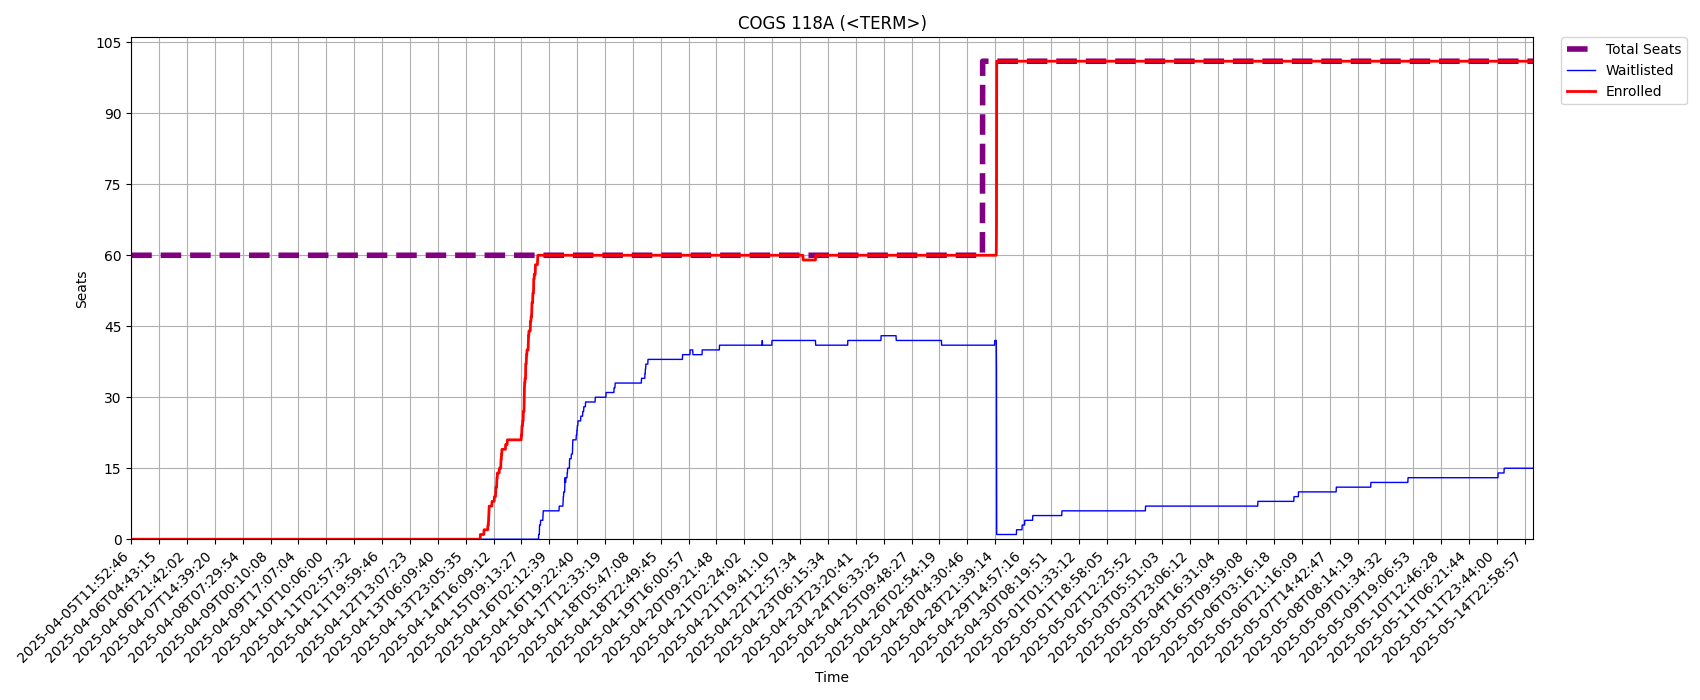 COGS 118A (<TERM>)
Total Seats
Waitlisted
Enrolled
Seats
105
90
75
60
45
30
15
0
2025-04-05T11:52:46
2025-04-06T04:43:15
2025-04-06T21:42:02
2025-04-07T14:39:20
2025-04-08T07:29:54
2025-04-09T00:10:08
2025-04-09T17:07:04
2025-04-10T10:06:00
2025-04-11T02:57:32
2025-04-11T19:59:46
2025-04-12T13:07:23
2025-04-13T06:09:40
2025-04-13T23:05:35
2025-04-14T16:09:12
2025-04-15T09:13:27
2025-04-16T02:12:39
2025-04-16T19:22:40
2025-04-17T12:33:19
2025-04-18T05:47:08
2025-04-18T22:49:45
2025-04-19T16:00:57
2025-04-20T09:21:48
2025-04-21T02:24:02
2025-04-21T19:41:10
2025-04-22T12:57:34
2025-04-23T06:15:34
2025-04-23T23:20:41
2025-04-24T16:33:25
2025-04-25T09:48:27
2025-04-26T02:54:19
2025-04-28T04:30:46
2025-04-28T21:39:14
2025-04-29T14:57:16
2025-04-30T08:19:51
2025-05-01T01:33:12
2025-05-01T18:58:05
2025-05-02T12:25:52
2025-05-03T05:51:03
2025-05-03T23:06:12
2025-05-04T16:31:04
2025-05-05T09:59:08
2025-05-06T03:16:18
2025-05-06T21:16:09
2025-05-07T14:42:47
2025-05-08T08:14:19
2025-05-09T01:34:32
2025-05-09T19:06:53
2025-05-10T12:46:28
2025-05-11T06:21:44
2025-05-11T23:44:00
2025-05-14T22:58:57
Time